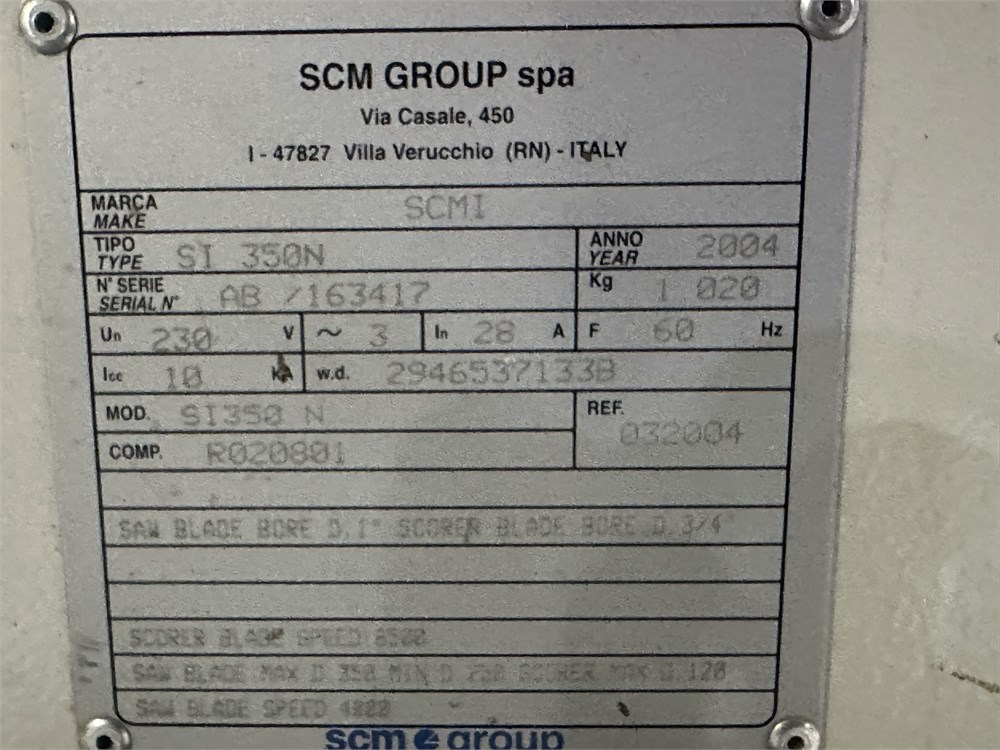 SCM GROUP spa
Via Casale, 450
I - 47827 Villa Verucchio (RN) - ITALY
MARCA
MAKE
SCMI
TIPO
TYPE
SI 350N
ANNO
YEAR
2004
N° SERIE
SERIAL N°
AB /163417
Kg
1 020
Un 230 V
~ 3
In 28 A
F 60 Hz
Icc 10
w.d. 2946537133B
MOD. SI350 N
REF.
032004
COMP. R020801
SAW BLADE BORE D.1" SCORER BLADE BORE D.3/4"
SCORER BLADE SPEED 8500
SAW BLADE MAX D 350 MIN D SCORER MAX D 120
SAW BLADE SPEED 4000
scm group